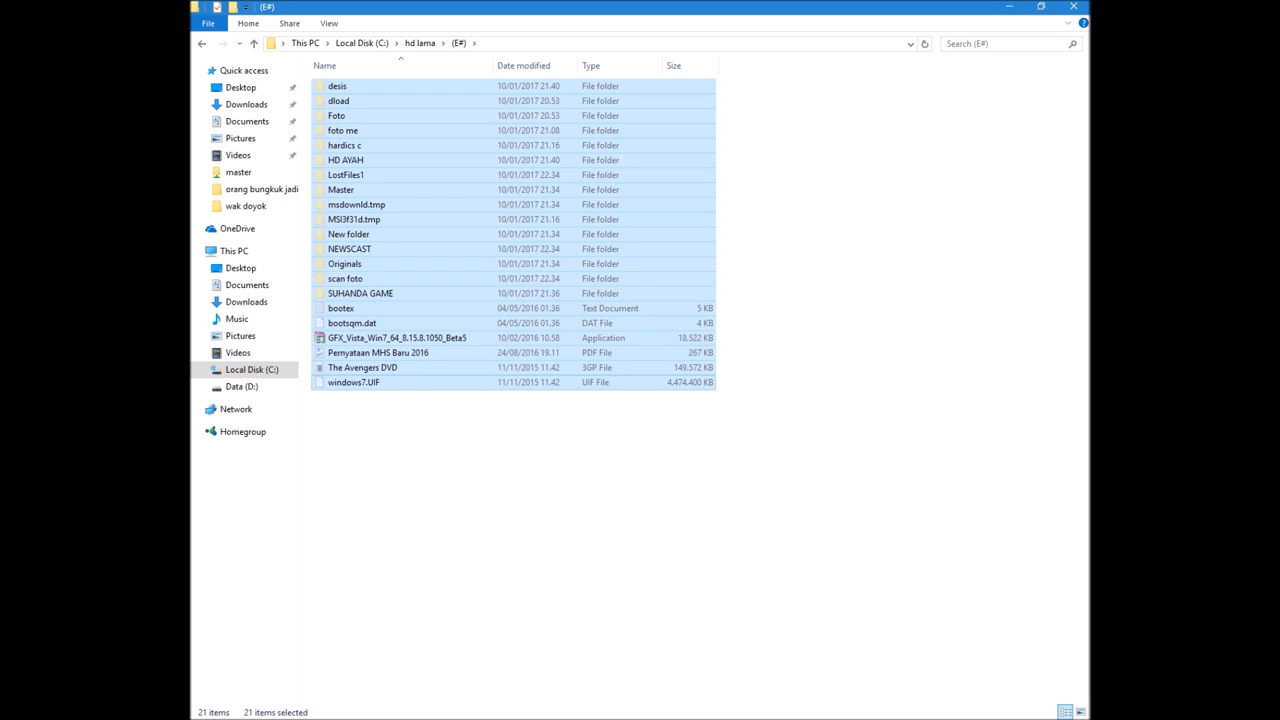 (E#)
File Home Share View
This PC Local Disk (C:) hd lama (E#) Search (E#)
Name Date modified Type Size
Quick access
Desktop
Downloads
Documents
Pictures
Videos
master
orang bungkuk jadi
wak doyok
OneDrive
This PC
Desktop
Documents
Downloads
Music
Pictures
Videos
Local Disk (C:)
Data (D:)
Network
Homegroup
desis 10/01/2017 21.40 File folder
dload 10/01/2017 20.53 File folder
Foto 10/01/2017 20.53 File folder
foto me 10/01/2017 21.08 File folder
hardics c 10/01/2017 21.16 File folder
HD AYAH 10/01/2017 21.40 File folder
LostFiles1 10/01/2017 22.34 File folder
Master 10/01/2017 21.34 File folder
msdownld.tmp 10/01/2017 21.34 File folder
MSI3f31d.tmp 10/01/2017 21.16 File folder
New folder 10/01/2017 21.34 File folder
NEWSCAST 10/01/2017 22.34 File folder
Originals 10/01/2017 21.34 File folder
scan foto 10/01/2017 22.34 File folder
SUHANDA GAME 10/01/2017 21.36 File folder
bootex 04/05/2016 01.36 Text Document 5 KB
bootsqm.dat 04/05/2016 01.36 DAT File 4 KB
GFX_Vista_Win7_64_8.15.8.1050_Beta5 10/02/2016 10.58 Application 18.522 KB
Pernyataan MHS Baru 2016 24/08/2016 19.11 PDF File 267 KB
The Avengers DVD 11/11/2015 11.42 3GP File 149.572 KB
windows7.UIF 11/11/2015 11.42 UIF File 4.474.400 KB
21 items 21 items selected